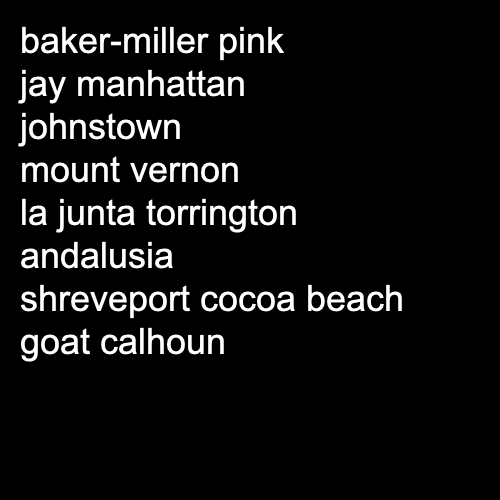 baker-miller pink
jay manhattan
johnstown
mount vernon
la junta torrington
andalusia
shreveport cocoa beach
goat calhoun